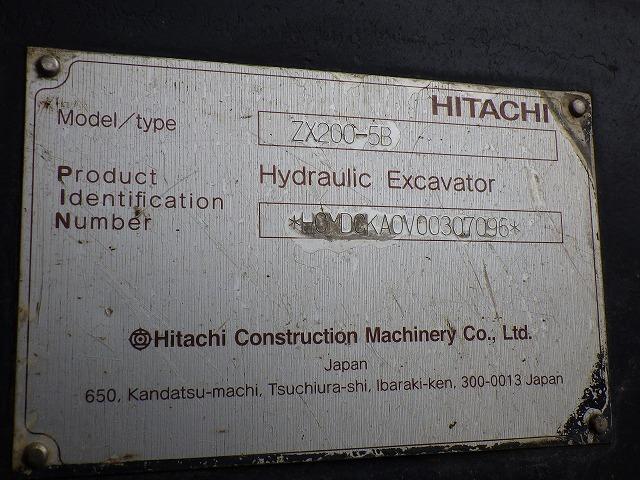 HITACHI
Model/type ZX200-5B
Product Hydraulic Excavator
Identification
Number *HCMDCKA0V00307096*
Hitachi Construction Machinery Co., Ltd.
Japan
650, Kandatsu-machi, Tsuchiura-shi, Ibaraki-ken, 300-0013 Japan